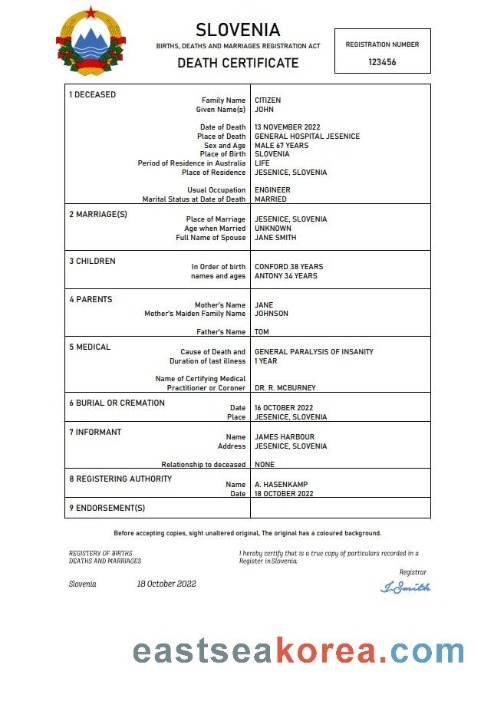 SLOVENIA
BIRTHS, DEATHS AND MARRIAGES REGISTRATION ACT
DEATH CERTIFICATE
REGISTRATION NUMBER
123456
1 DECEASED
Family Name CITIZEN
Given Name(s) JOHN
Date of Death 13 NOVEMBER 2022
Place of Death GENERAL HOSPITAL JESENICE
Sex and Age MALE 67 YEARS
Place of Birth SLOVENIA
Period of Residence in Australia LIFE
Place of Residence JESENICE, SLOVENIA
Usual Occupation ENGINEER
Marital Status at Date of Death MARRIED
2 MARRIAGE(S)
Place of Marriage JESENICE, SLOVENIA
Age when Married UNKNOWN
Full Name of Spouse JANE SMITH
3 CHILDREN
In Order of birth CONFORD 38 YEARS
names and ages ANTONY 34 YEARS
4 PARENTS
Mother's Name JANE
Mother's Maiden Family Name JOHNSON
Father's Name TOM
5 MEDICAL
Cause of Death and GENERAL PARALYSIS OF INSANITY
Duration of last illness 1 YEAR
Name of Certifying Medical
Practitioner or Coroner DR. R. MCBURNEY
6 BURIAL OR CREMATION
Date 16 OCTOBER 2022
Place JESENICE, SLOVENIA
7 INFORMANT
Name JAMES HARBOUR
Address JESENICE, SLOVENIA
Relationship to deceased NONE
8 REGISTERING AUTHORITY
Name A. HASENKAMP
Date 18 OCTOBER 2022
9 ENDORSEMENT(S)
Before accepting copies, sight unaltered original, The original has a coloured background.
REGISTERY OF BIRTHS
DEATHS AND MARRIAGES
I hereby certify that is a true copy of particulars recorded in a
Register in Slovenia.
Registrar
Slovenia 18 October 2022
I. Smith
eastseakorea.com